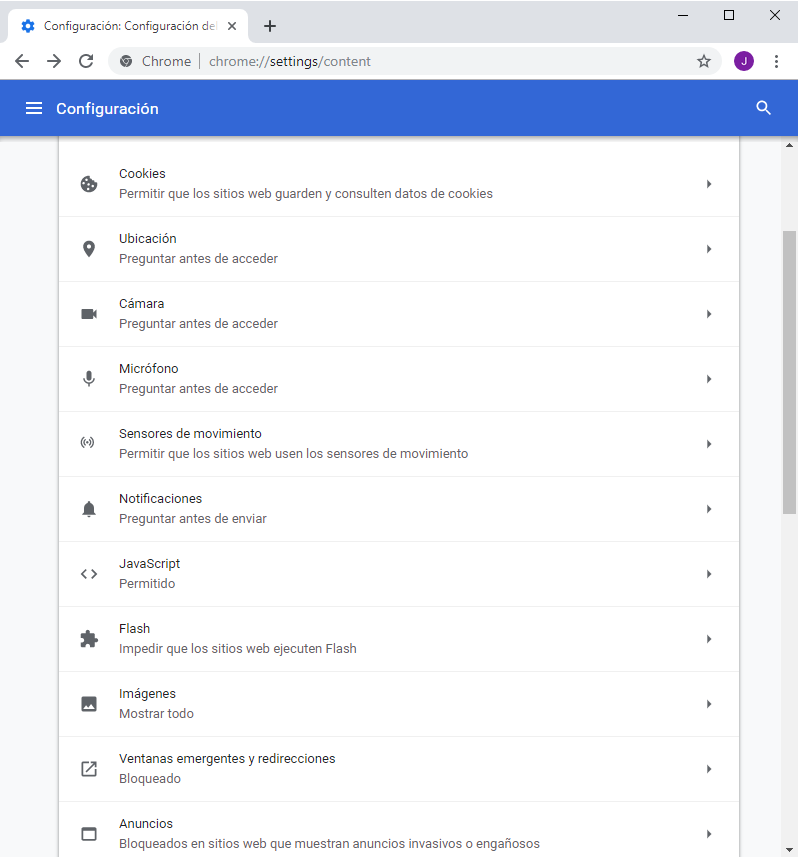 Configuración: Configuración del
Chrome
chrome://settings/content
J
Configuración
Cookies
Permitir que los sitios web guarden y consulten datos de cookies
Ubicación
Preguntar antes de acceder
Cámara
Preguntar antes de acceder
Micrófono
Preguntar antes de acceder
Sensores de movimiento
Permitir que los sitios web usen los sensores de movimiento
Notificaciones
Preguntar antes de enviar
JavaScript
Permitido
Flash
Impedir que los sitios web ejecuten Flash
Imágenes
Mostrar todo
Ventanas emergentes y redirecciones
Bloqueado
Anuncios
Bloqueados en sitios web que muestran anuncios invasivos o engañosos